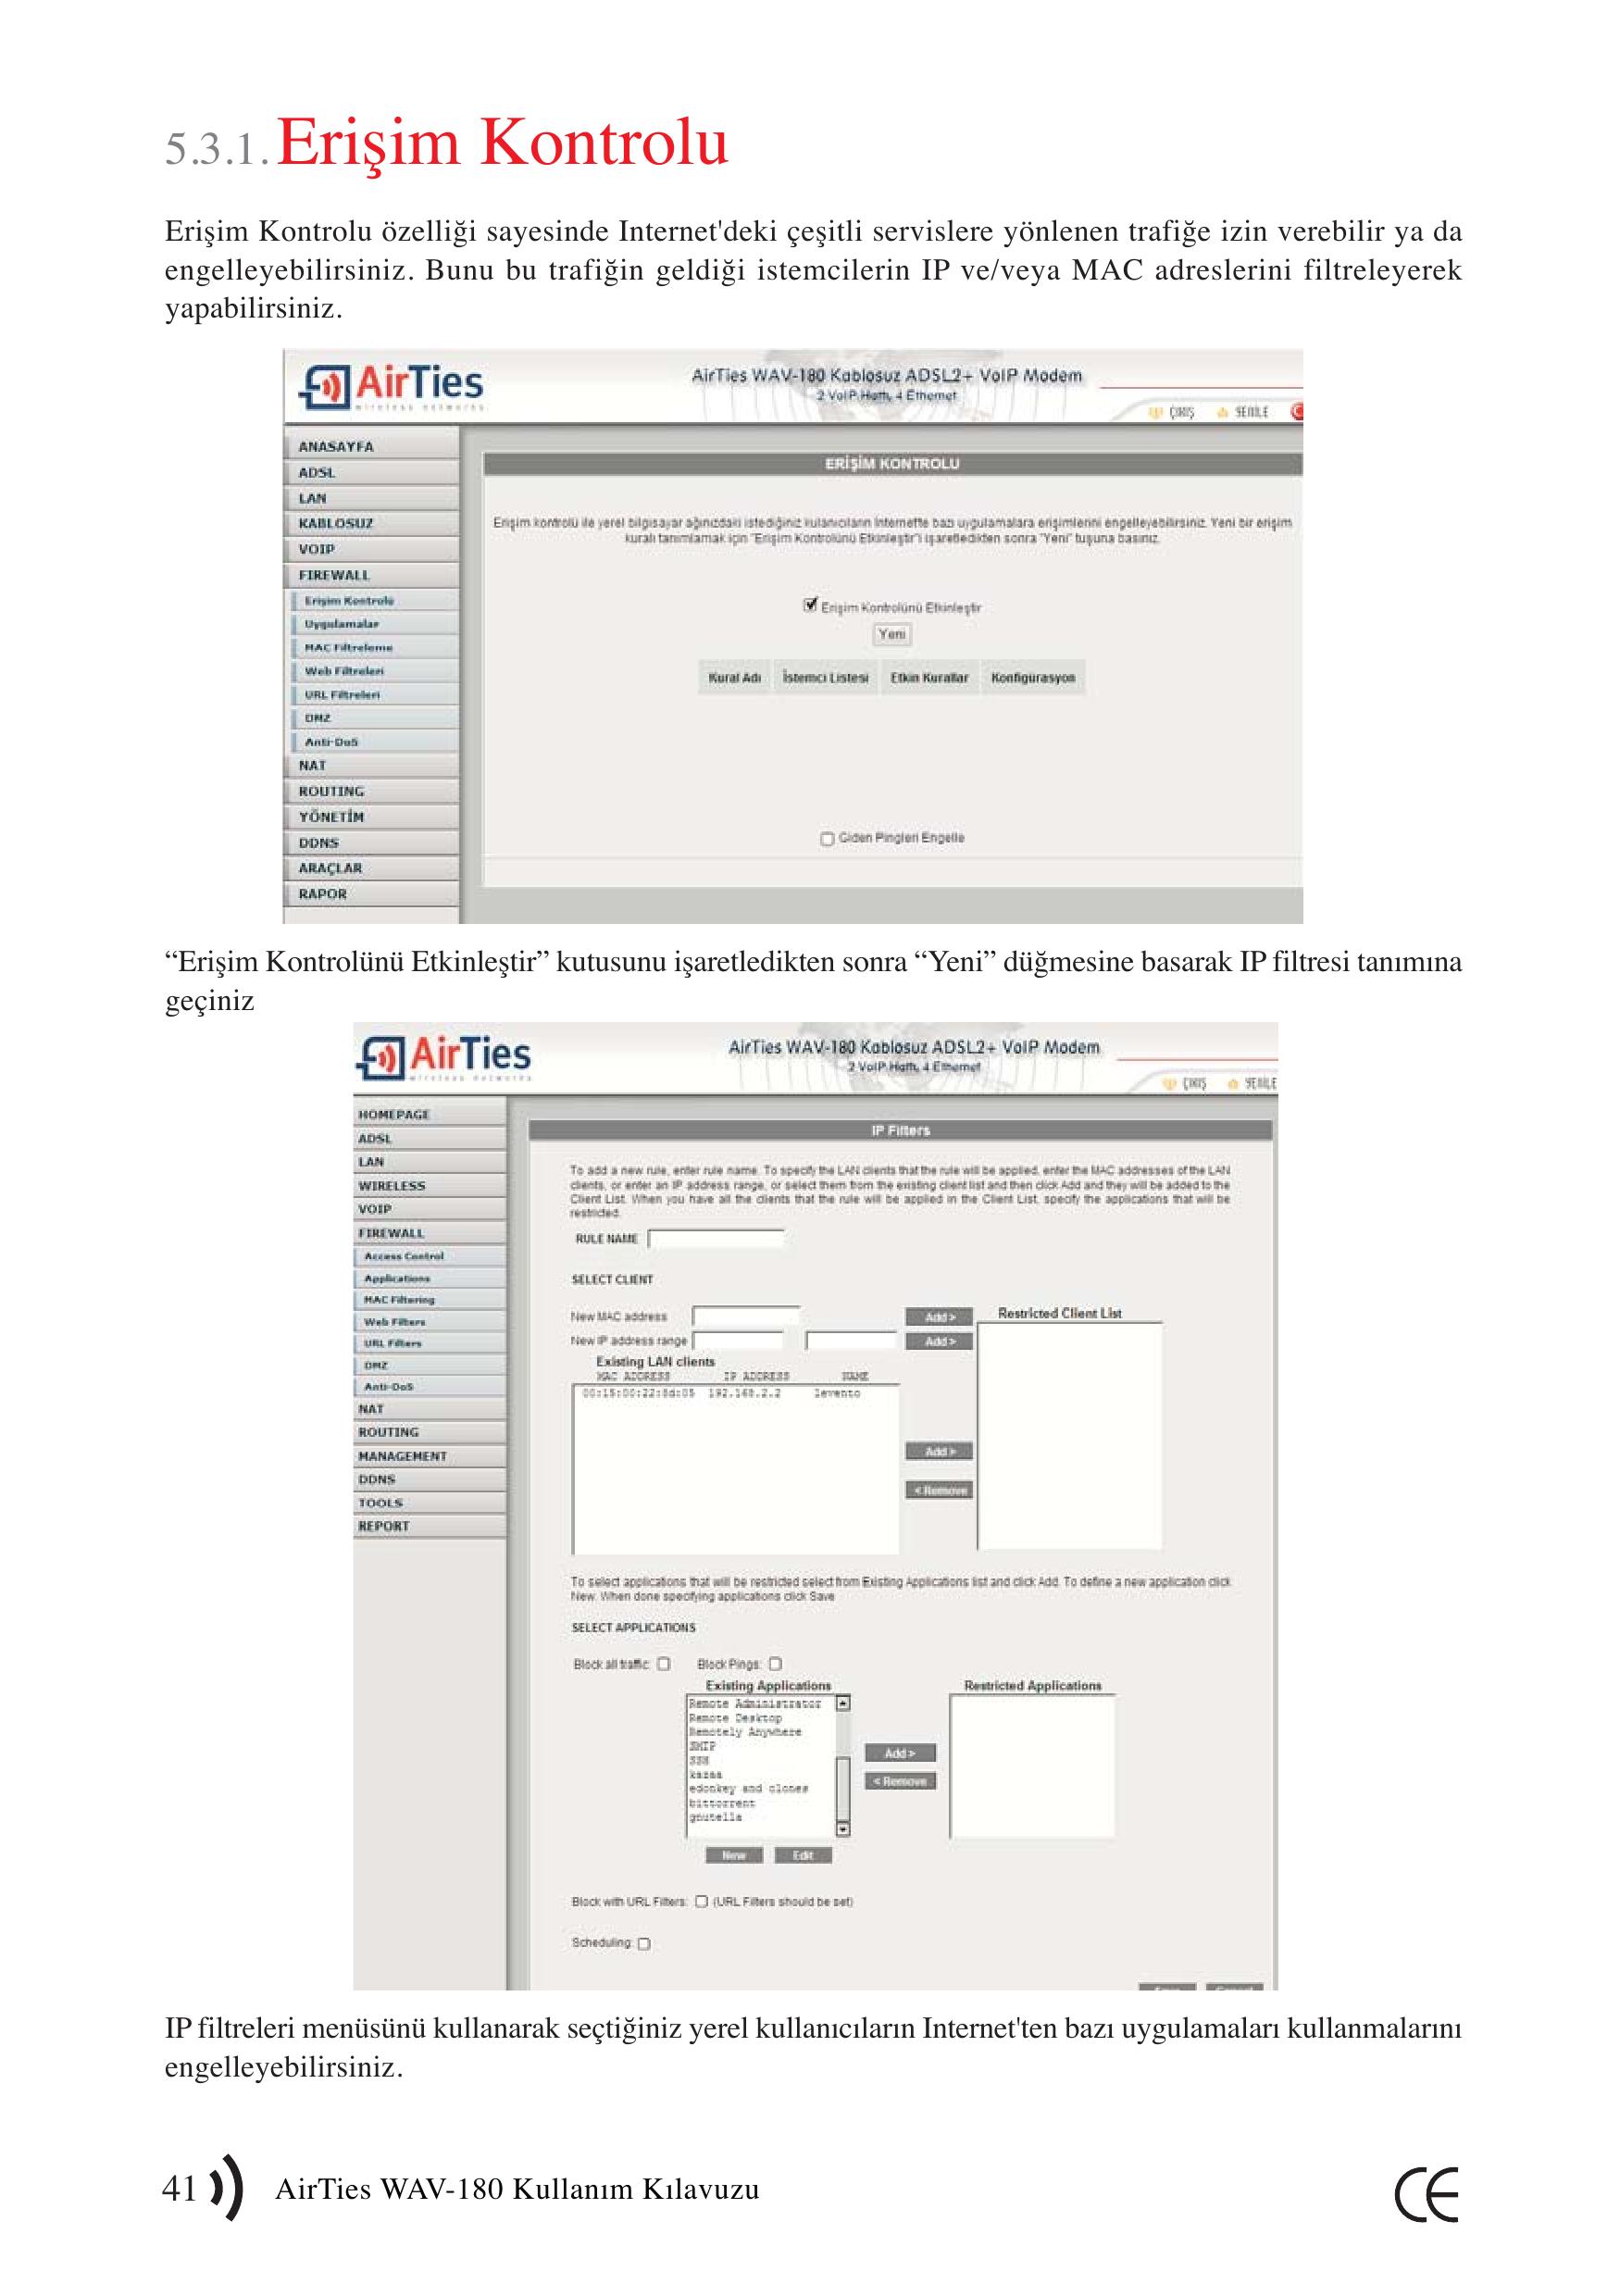 5.3.1. Erişim Kontrolu
Erişim Kontrolu özelliği sayesinde Internet'deki çeşitli servislere yönlenen trafiğe izin verebilir ya da
engelleyebilirsiniz. Bunu bu trafiğin geldiği istemcilerin IP ve/veya MAC adreslerini filtreleyerek
yapabilirsiniz.
AirTies
wireless networks
AirTies WAV-180 Kablosuz ADSL2+ VoIP Modem
2 VoIP Hattı, 4 Ethernet
ÇIKIŞ YENİLE
ANASAYFA
ADSL
LAN
KABLOSUZ
VOIP
FIREWALL
Erişim Kontrolu
Uygulamalar
MAC Filtreleme
Web Filtreleri
URL Filtreleri
DMZ
Anti-DoS
NAT
ROUTING
YÖNETİM
DDNS
ARAÇLAR
RAPOR
ERİŞİM KONTROLU
Erişim kontrolü ile yerel bilgisayar ağınızdaki istediğiniz kulanıcıların Internette bazı uygulamalara erişimlerini engelleyebilirsiniz. Yeni bir erişim
kuralı tanımlamak için "Erişim Kontrolünü Etkinleştir"i işaretledikten sonra "Yeni" tuşuna basınız.
Erişim Kontrolünü Etkinleştir
Yeni
Kural Adı İstemci Listesi Etkin Kurallar Konfigurasyon
Giden Pingleri Engelle
“Erişim Kontrolünü Etkinleştir” kutusunu işaretledikten sonra “Yeni” düğmesine basarak IP filtresi tanımına
geçiniz
AirTies
wireless networks
AirTies WAV-180 Kablosuz ADSL2+ VoIP Modem
2 VoIP Hattı, 4 Ethernet
ÇIKIŞ YENİLE
HOMEPAGE
ADSL
LAN
WIRELESS
VOIP
FIREWALL
Access Control
Applications
MAC Filtering
Web Filters
URL Filters
DMZ
Anti-DoS
NAT
ROUTING
MANAGEMENT
DDNS
TOOLS
REPORT
IP Filters
To add a new rule, enter rule name. To specify the LAN clients that the rule will be applied, enter the MAC addresses of the LAN
clients, or enter an IP address range, or select them from the existing client list and then click Add and they will be added to the
Client List. When you have all the clients that the rule will be applied in the Client List, specify the applications that will be
restricted.
RULE NAME
SELECT CLIENT
New MAC address Add > Restricted Client List
New IP address range Add >
Existing LAN clients
MAC ADDRESS IP ADDRESS NAME
00:15:00:22:8d:05 192.168.2.2 levento
Add >
< Remove
To select applications that will be restricted select from Existing Applications list and click Add. To define a new application click
New. When done specifying applications click Save
SELECT APPLICATIONS
Block all traffic: Block Pings:
Existing Applications Restricted Applications
Remote Administrator
Remote Desktop
Remotely Anywhere
SMTP
SSH
kazaa
edonkey and clones
bittorrent
gnutella
Add >
< Remove
New Edit
Block with URL Filters: (URL Filters should be set)
Scheduling:
IP filtreleri menüsünü kullanarak seçtiğiniz yerel kullanıcıların Internet'ten bazı uygulamaları kullanmalarını
engelleyebilirsiniz.
41 AirTies WAV-180 Kullanım Kılavuzu
CE